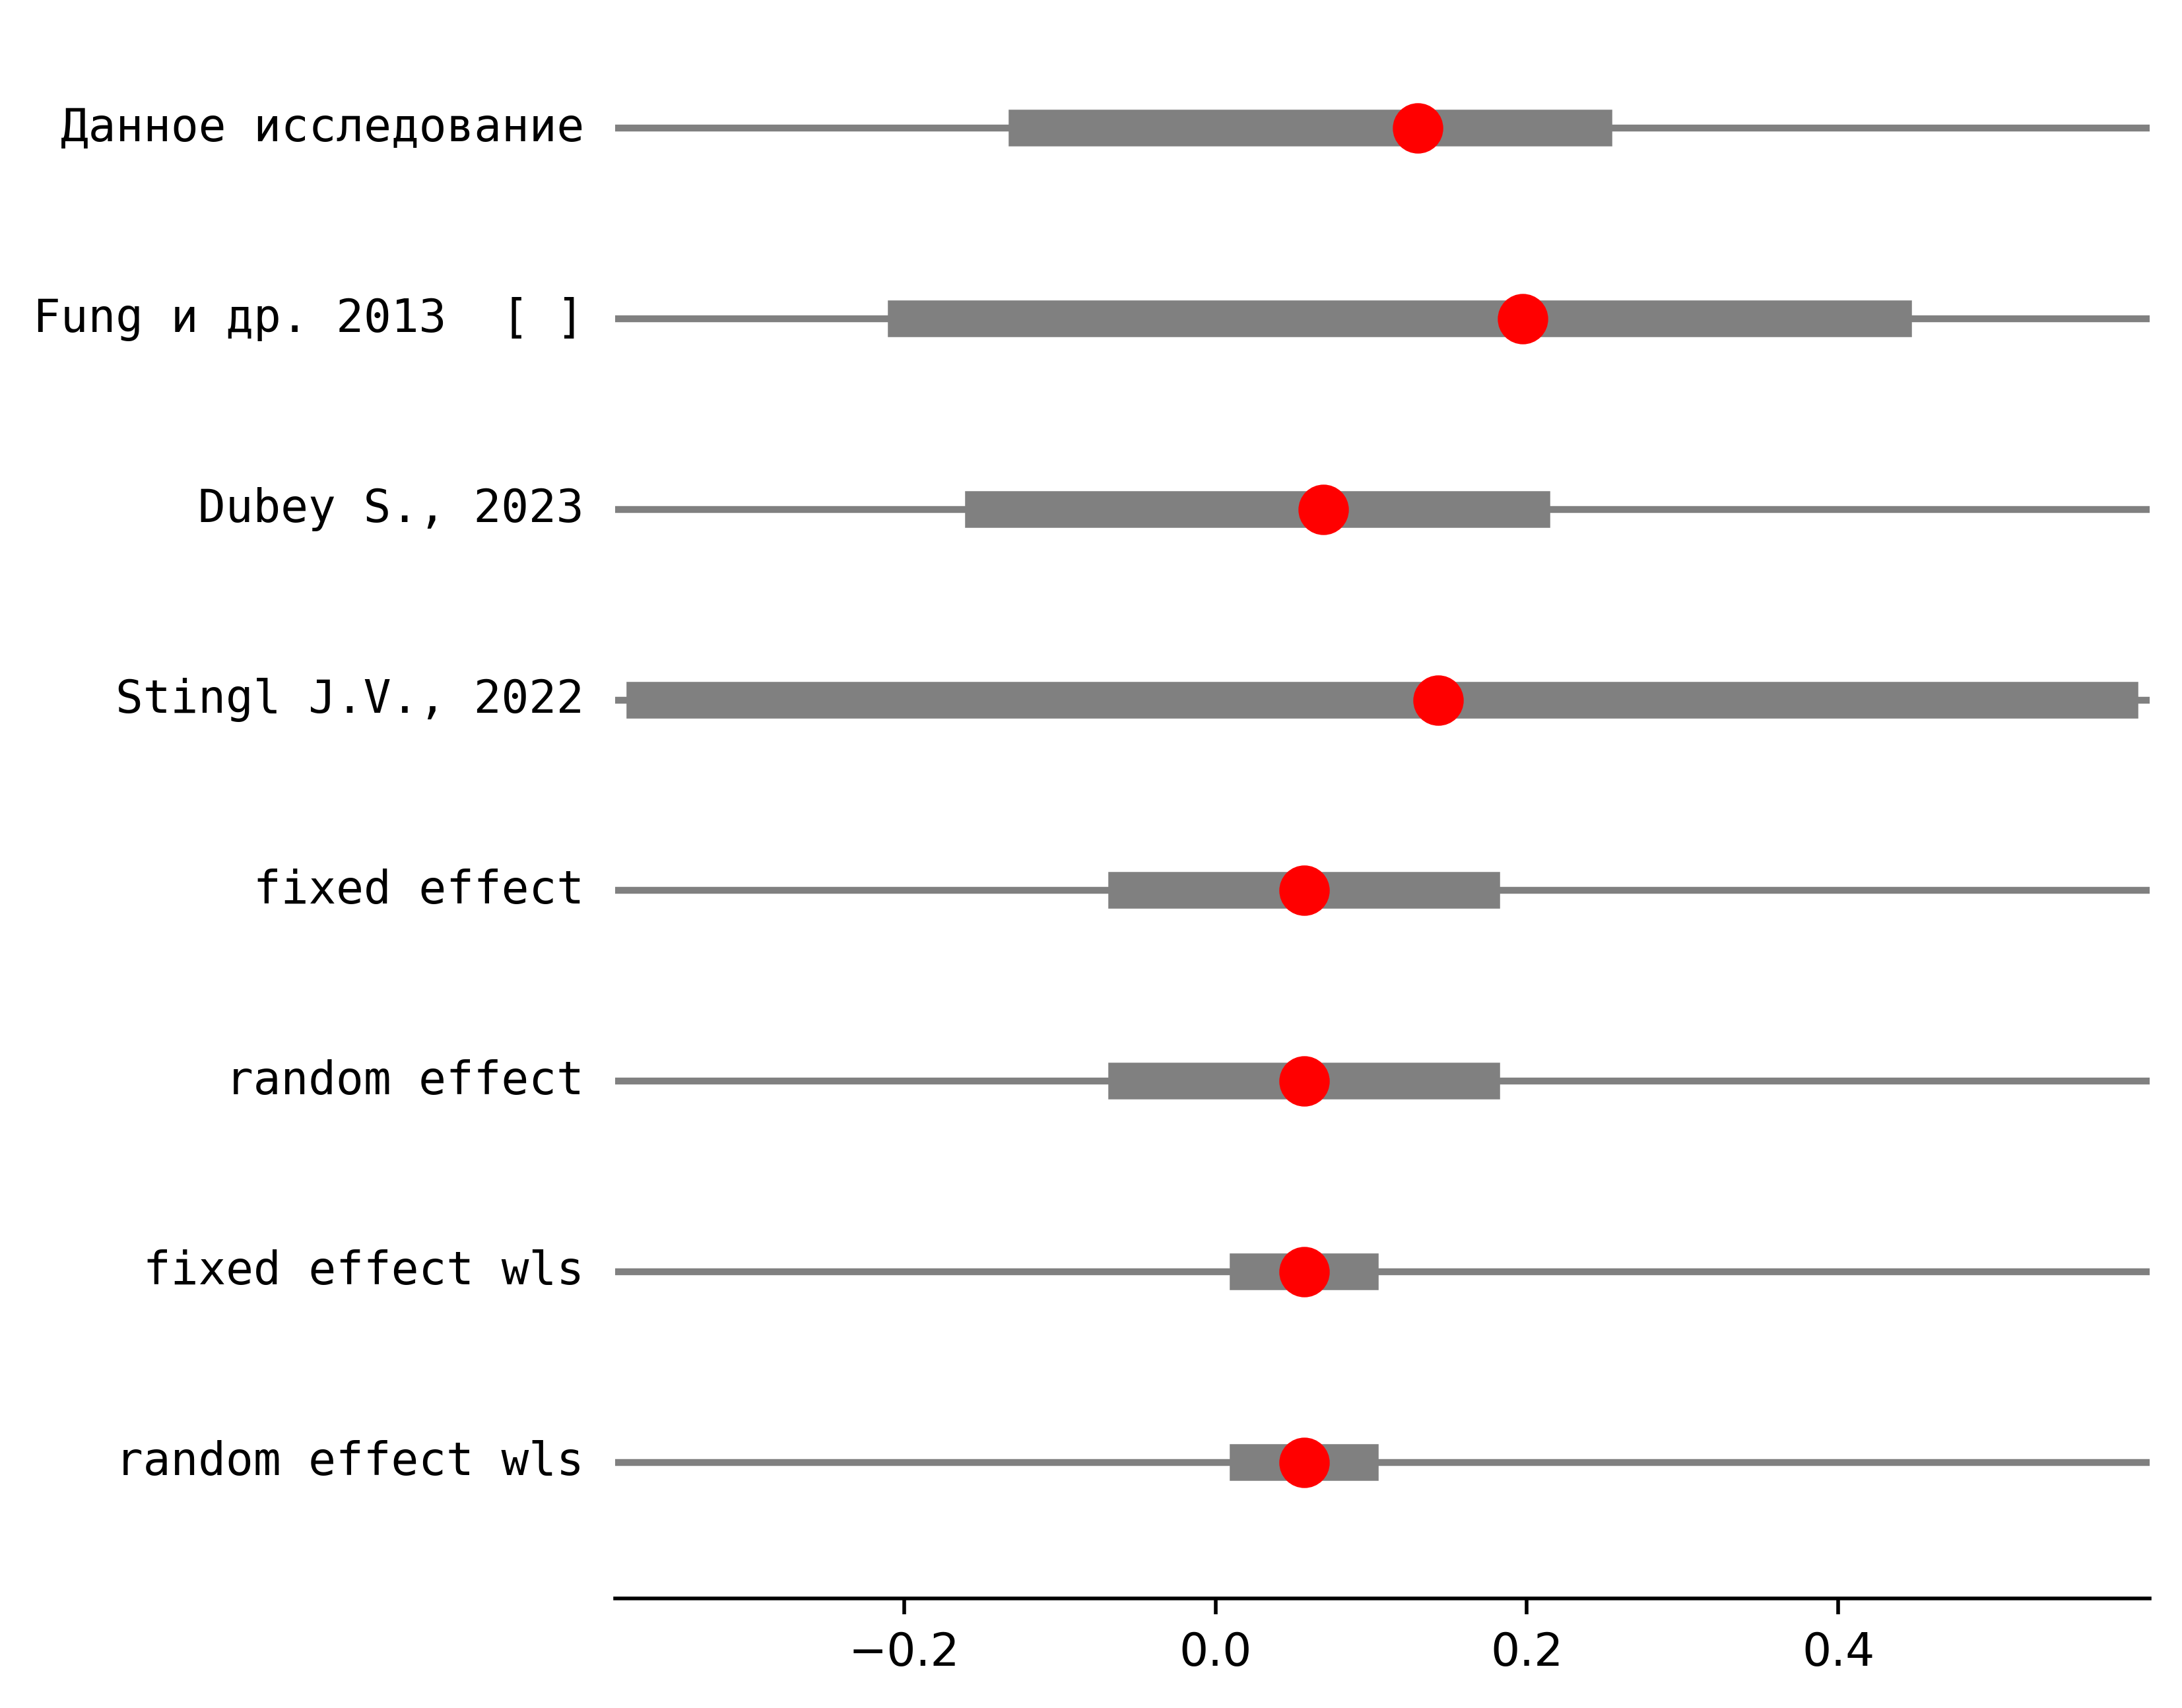 Данное исследование
Fung и др. 2013  [ ]
Dubey S., 2023
Stingl J.V., 2022
fixed effect
random effect
fixed effect wls
random effect wls
−0.2 0.0 0.2 0.4